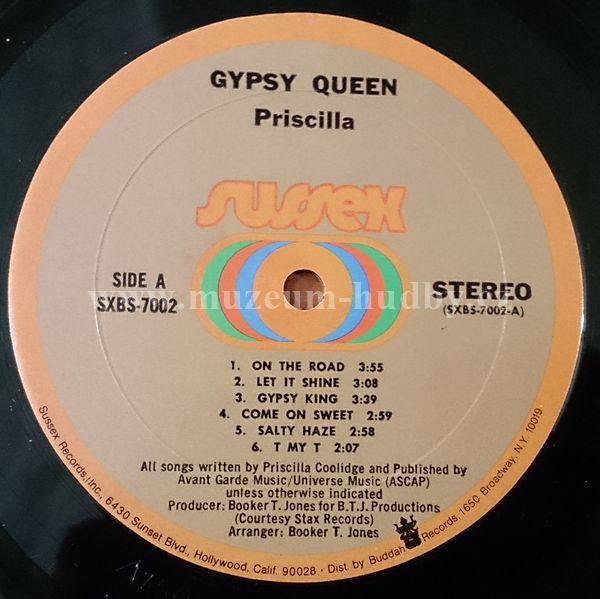 GYPSY QUEEN
Priscilla
sussex
SIDE A
SXBS-7002
STEREO
(SXBS-7002-A)
1. ON THE ROAD 3:55
2. LET IT SHINE 3:08
3. GYPSY KING 3:39
4. COME ON SWEET 2:59
5. SALTY HAZE 2:58
6. T MY T 2:07
All songs written by Priscilla Coolidge and Published by
Avant Garde Music/Universe Music (ASCAP)
unless otherwise indicated
Producer: Booker T. Jones for B.T.J. Productions
(Courtesy Stax Records)
Arranger: Booker T. Jones
Sussex Records, Inc., 6430 Sunset Blvd., Hollywood, Calif. 90028 • Dist. by Buddah Records, 1650 Broadway, N.Y. 10019